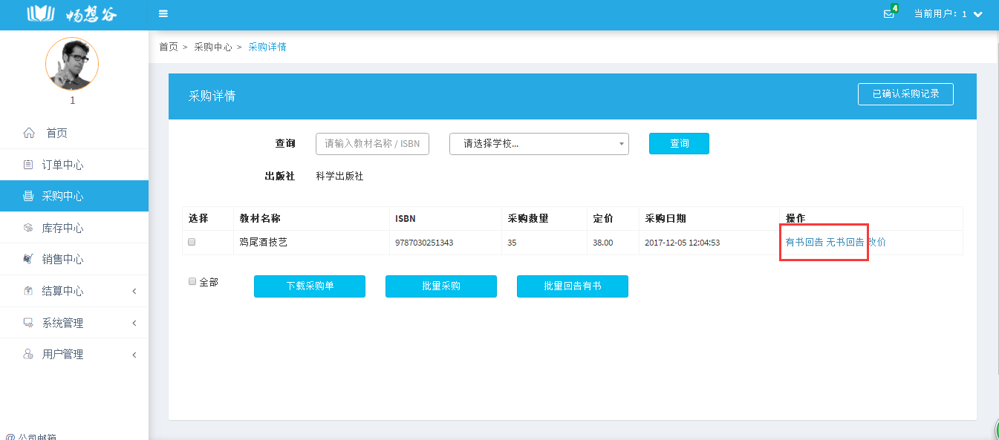 畅想谷
4
当前用户：1
1
首页
订单中心
采购中心
库存中心
销售中心
结算中心
系统管理
用户管理
@ 公司邮箱
首页 > 采购中心 > 采购详情
采购详情
已确认采购记录
查询 请输入教材名称 / ISBN 请选择学校... 查询
出版社 科学出版社
选择 教材名称 ISBN 采购数量 定价 采购日期 操作
鸡尾酒技艺 9787030251343 35 38.00 2017-12-05 12:04:53 有书回告 无书回告 改价
全部 下载采购单 批量采购 批量回告有书